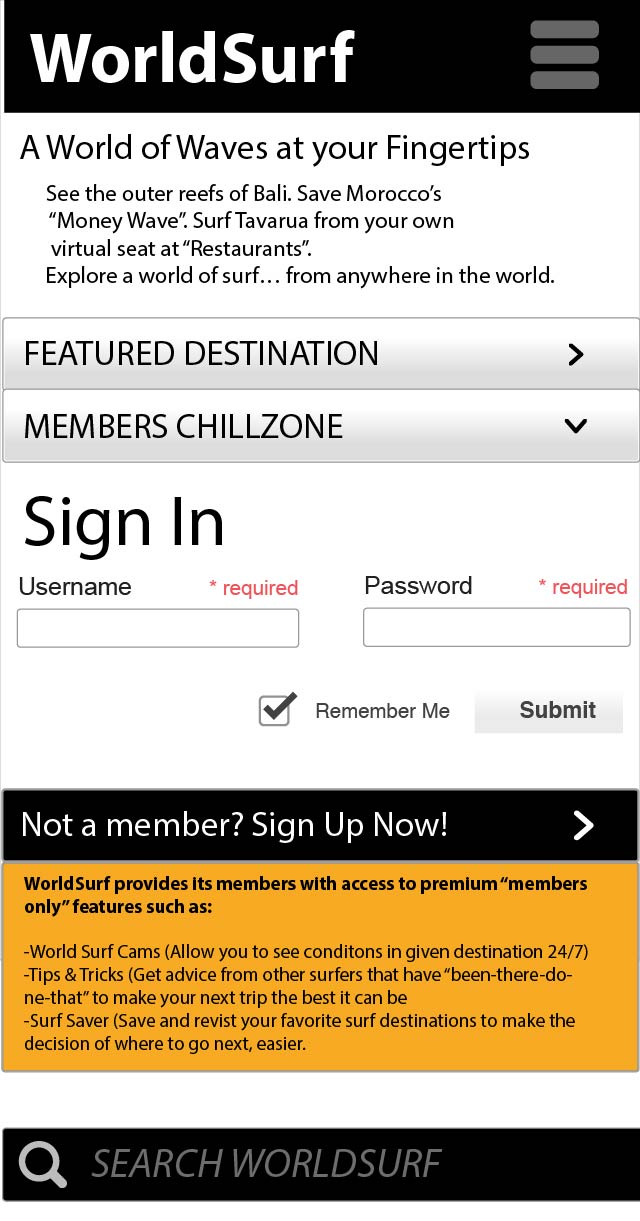 WorldSurf
A World of Waves at your Fingertips
See the outer reefs of Bali. Save Morocco’s
“Money Wave”. Surf Tavarua from your own
virtual seat at “Restaurants”.
Explore a world of surf… from anywhere in the world.
FEATURED DESTINATION
MEMBERS CHILLZONE
Sign In
Username * required Password * required
Remember Me Submit
Not a member? Sign Up Now!
WorldSurf provides its members with access to premium “members
only” features such as:
-World Surf Cams (Allow you to see conditons in given destination 24/7)
-Tips & Tricks (Get advice from other surfers that have “been-there-do-
ne-that” to make your next trip the best it can be
-Surf Saver (Save and revist your favorite surf destinations to make the
decision of where to go next, easier.
SEARCH WORLDSURF